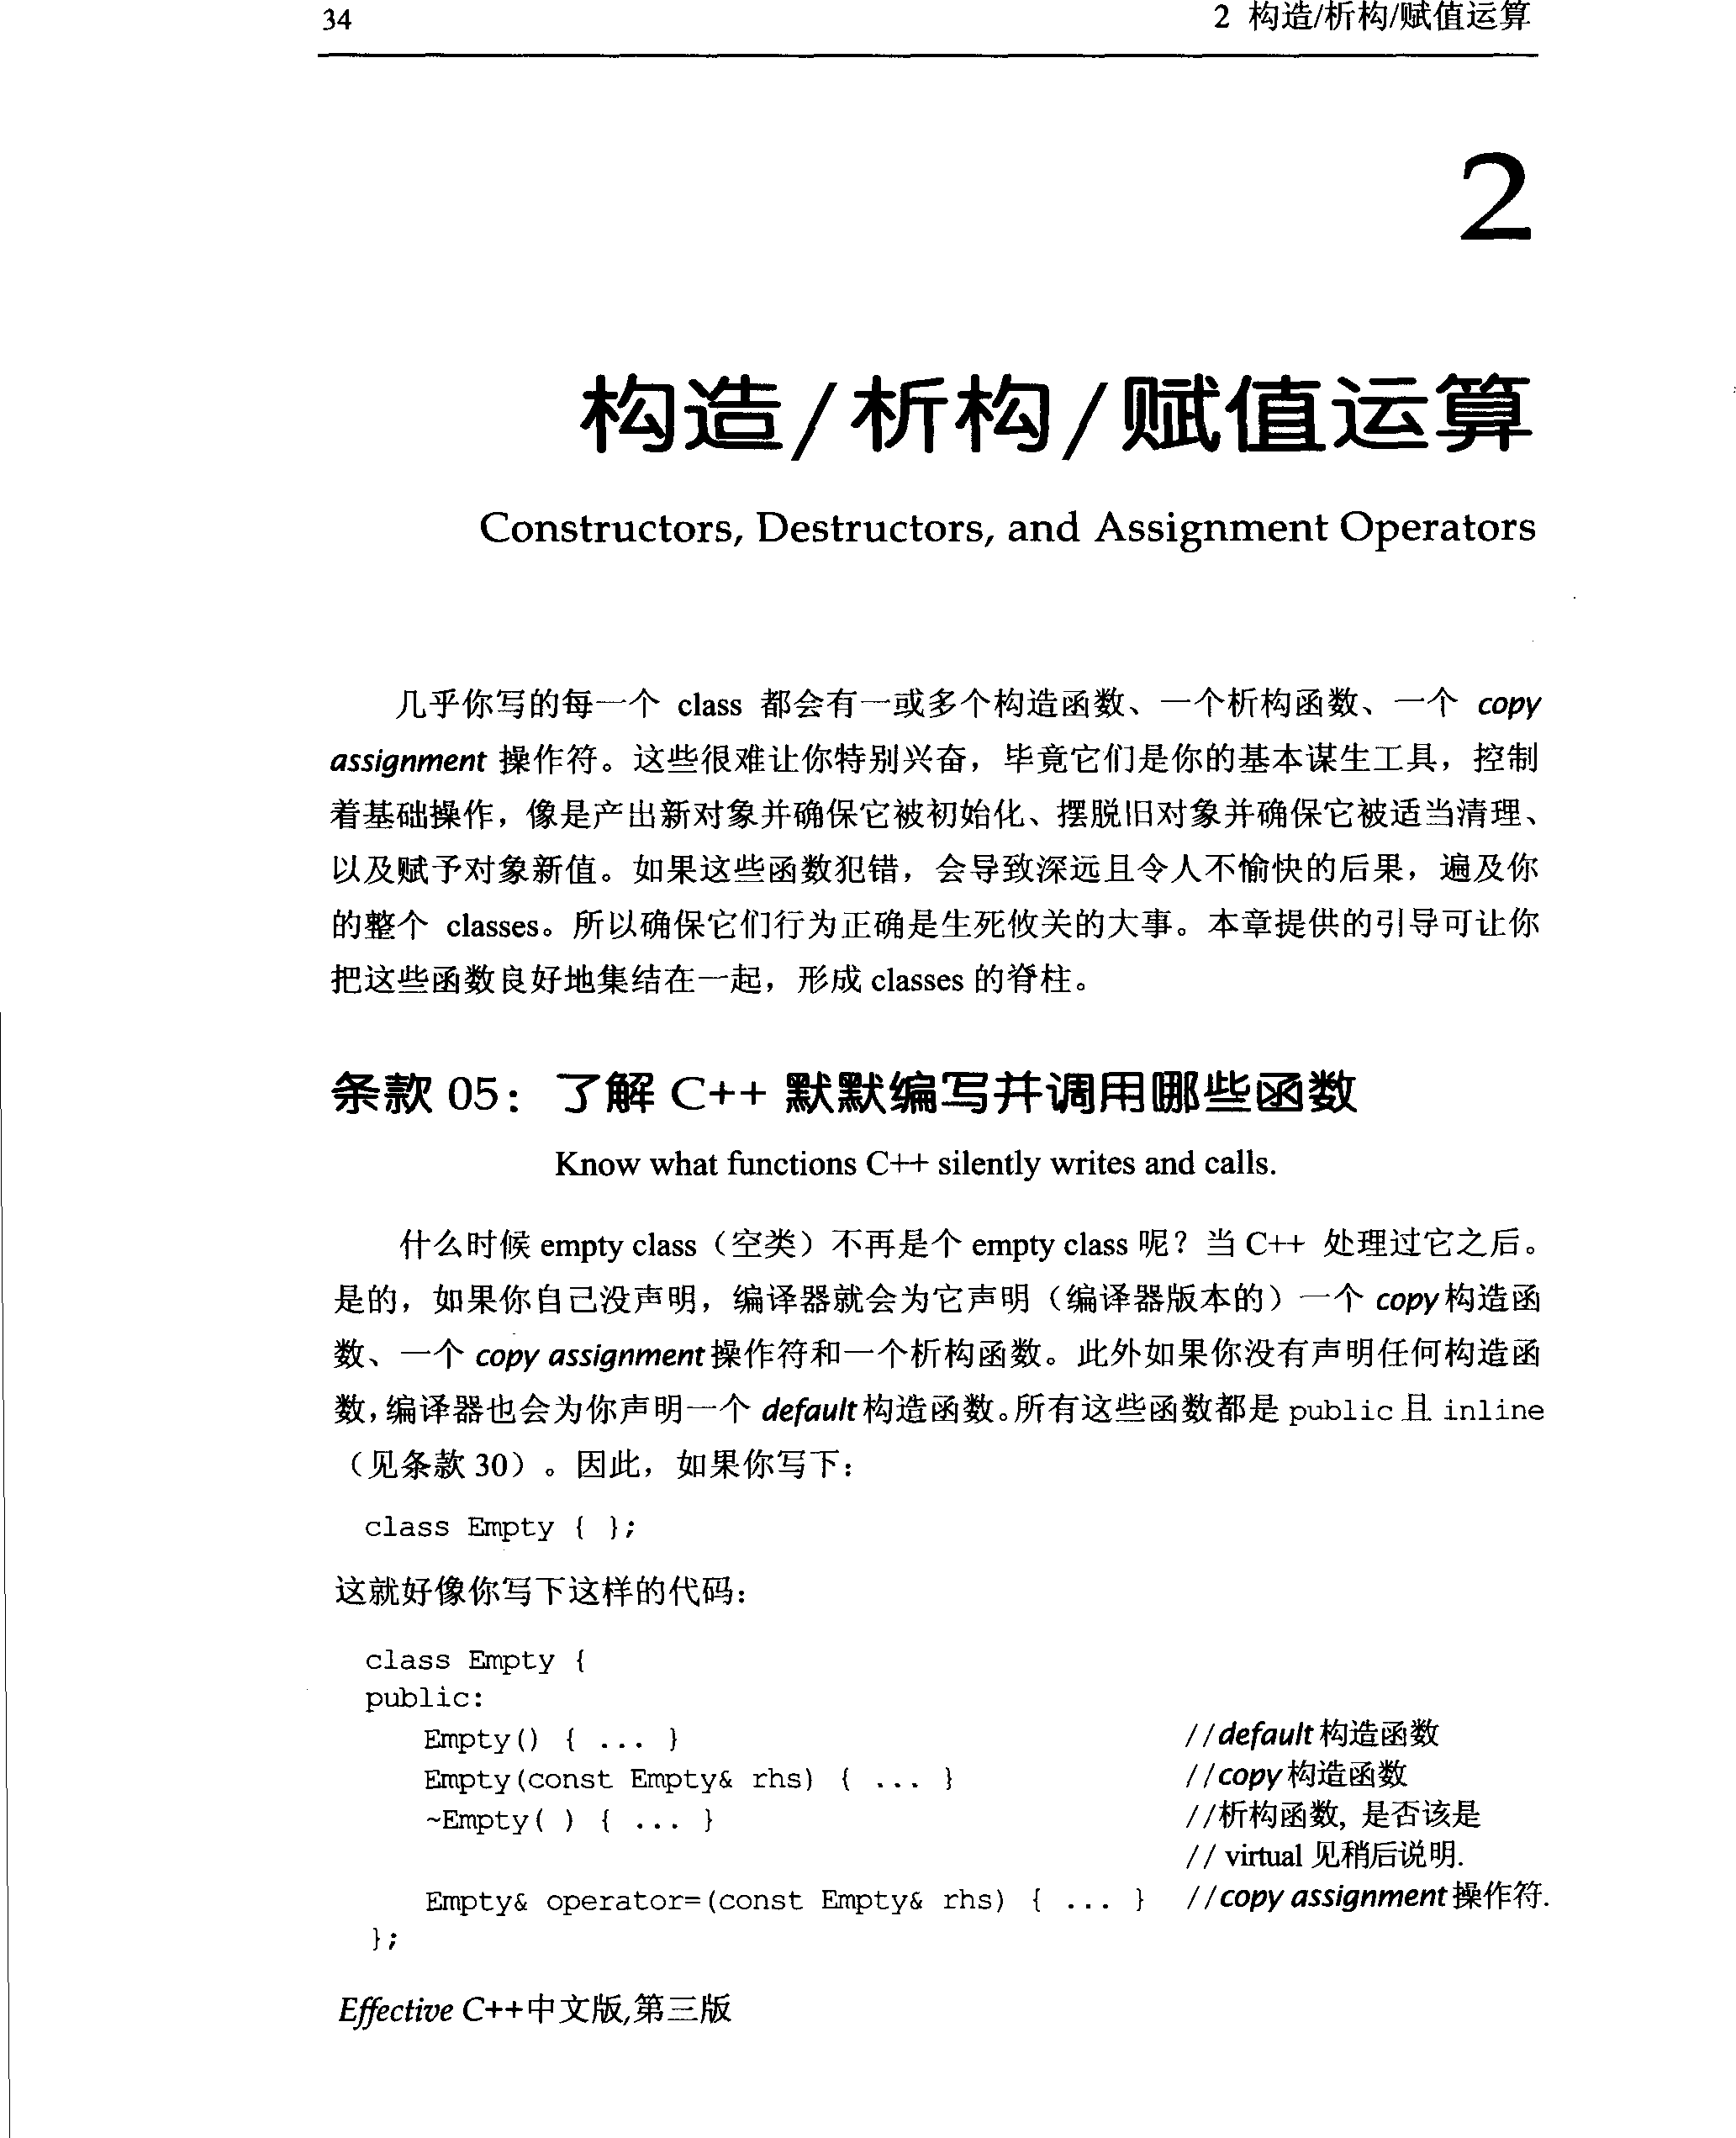 34
2 构造/析构/赋值运算
2
构造/析构/赋值运算
Constructors, Destructors, and Assignment Operators
几乎你写的每一个 class 都会有一或多个构造函数、一个析构函数、一个 copy
assignment 操作符。这些很难让你特别兴奋，毕竟它们是你的基本谋生工具，控制
着基础操作，像是产出新对象并确保它被初始化、摆脱旧对象并确保它被适当清理、
以及赋予对象新值。如果这些函数犯错，会导致深远且令人不愉快的后果，遍及你
的整个 classes。所以确保它们行为正确是生死攸关的大事。本章提供的引导可让你
把这些函数良好地集结在一起，形成 classes 的脊柱。
条款 05：了解 C++ 默默编写并调用哪些函数
Know what functions C++ silently writes and calls.
什么时候 empty class（空类）不再是个 empty class 呢？当 C++ 处理过它之后。
是的，如果你自己没声明，编译器就会为它声明（编译器版本的）一个 copy 构造函
数、一个 copy assignment 操作符和一个析构函数。此外如果你没有声明任何构造函
数，编译器也会为你声明一个 default 构造函数。所有这些函数都是 public 且 inline
（见条款 30）。因此，如果你写下：
class Empty { };
这就好像你写下这样的代码：
class Empty {
public:
Empty() { ... } //default 构造函数
Empty(const Empty& rhs) { ... } //copy 构造函数
~Empty( ) { ... } //析构函数, 是否该是
// virtual 见稍后说明.
Empty& operator=(const Empty& rhs) { ... } //copy assignment 操作符.
};
Effective C++中文版,第三版